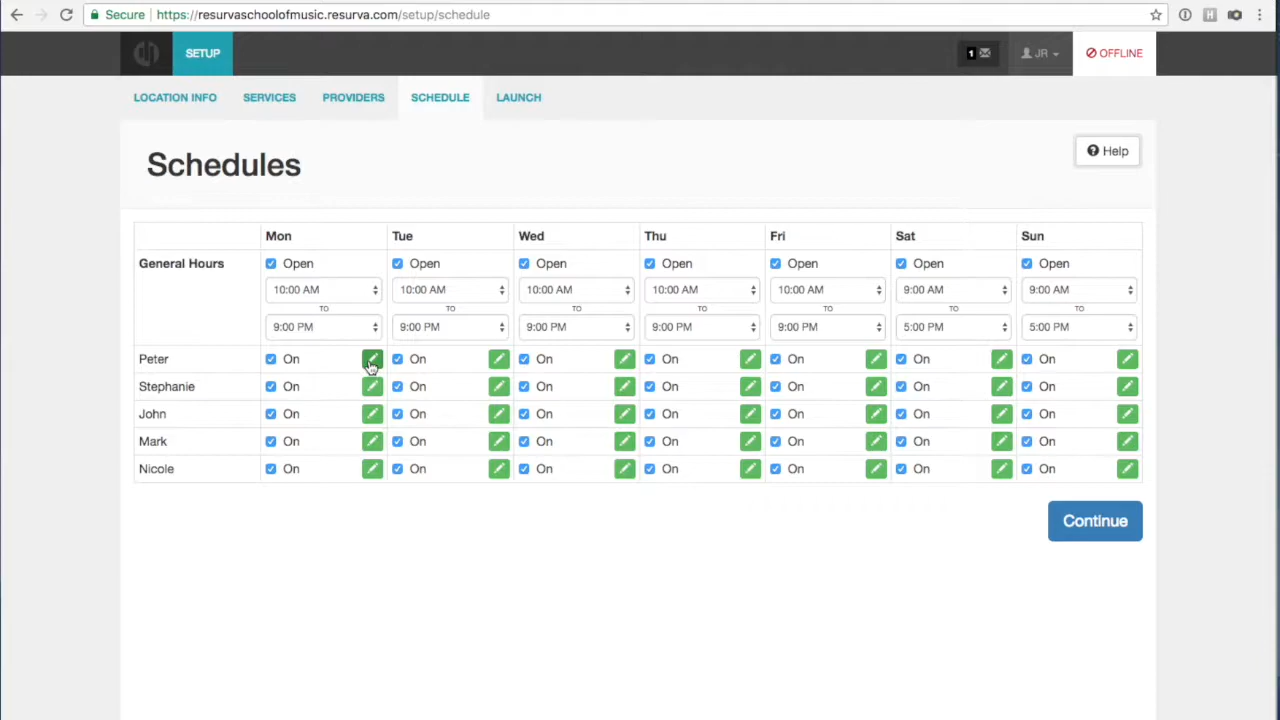 Secure https://resurvaschoolofmusic.resurva.com/setup/schedule
SETUP 1 JR OFFLINE
LOCATION INFO SERVICES PROVIDERS SCHEDULE LAUNCH
Schedules
Help
Mon Tue Wed Thu Fri Sat Sun
General Hours Open Open Open Open Open Open Open
10:00 AM 10:00 AM 10:00 AM 10:00 AM 10:00 AM 9:00 AM 9:00 AM
TO TO TO TO TO TO TO
9:00 PM 9:00 PM 9:00 PM 9:00 PM 9:00 PM 5:00 PM 5:00 PM
Peter On On On On On On On
Stephanie On On On On On On On
John On On On On On On On
Mark On On On On On On On
Nicole On On On On On On On
Continue